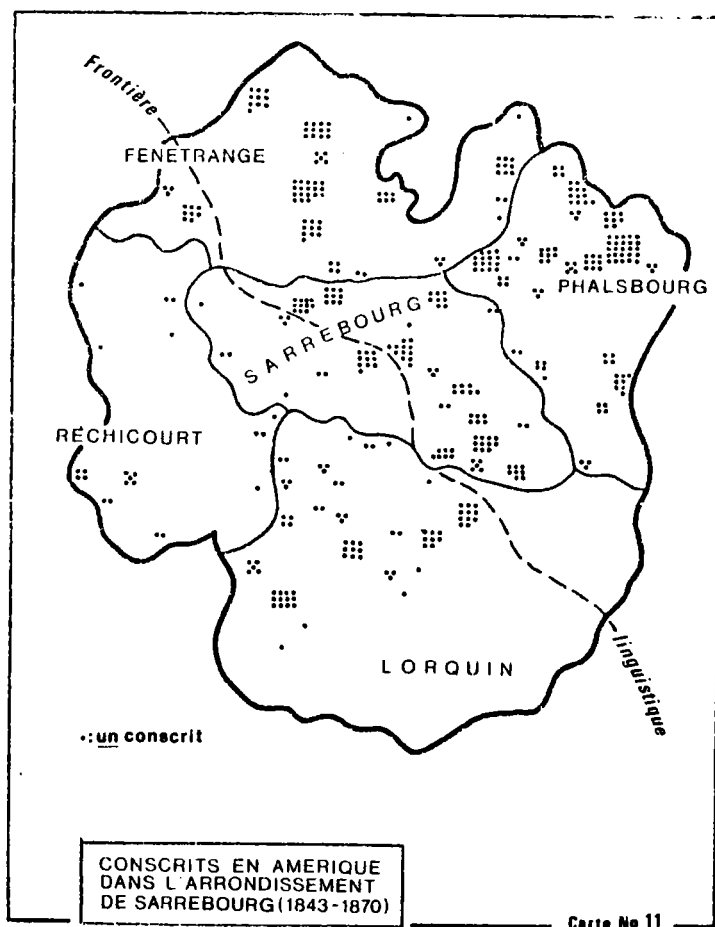 Frontière
FENETRANGE
PHALSBOURG
SARREBOURG
RECHICOURT
LORQUIN
linguistique
•: un conscrit
CONSCRITS EN AMERIQUE
DANS L'ARRONDISSEMENT
DE SARREBOURG (1843-1870)
Carte No 11